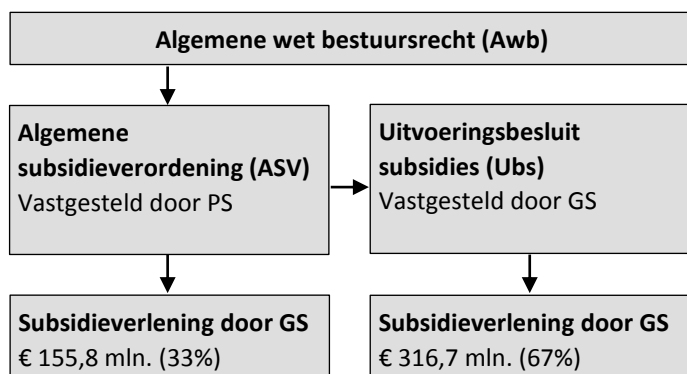 Algemene wet bestuursrecht (Awb)
Algemene
subsidieverordening (ASV)
Vastgesteld door PS
Uitvoeringsbesluit
subsidies (Ubs)
Vastgesteld door GS
Subsidieverlening door GS
€ 155,8 mln. (33%)
Subsidieverlening door GS
€ 316,7 mln. (67%)